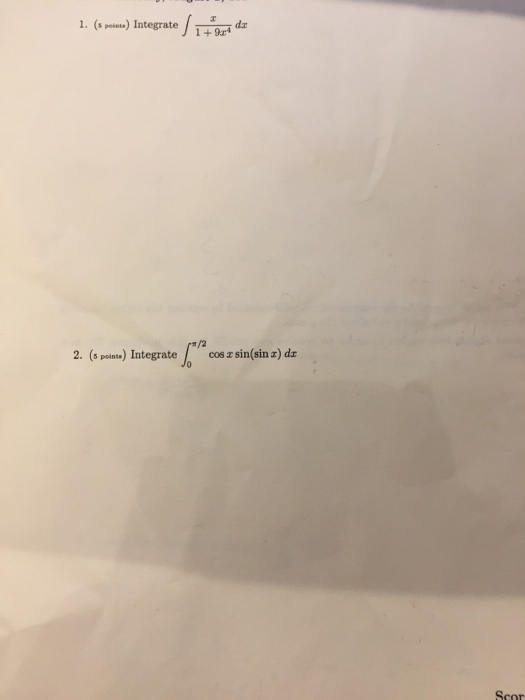 1. (5 points) Integrate ∫ x/(1 + 9x⁴) dx
2. (5 points) Integrate ∫₀^{π/2} cos x sin(sin x) dx
Scor